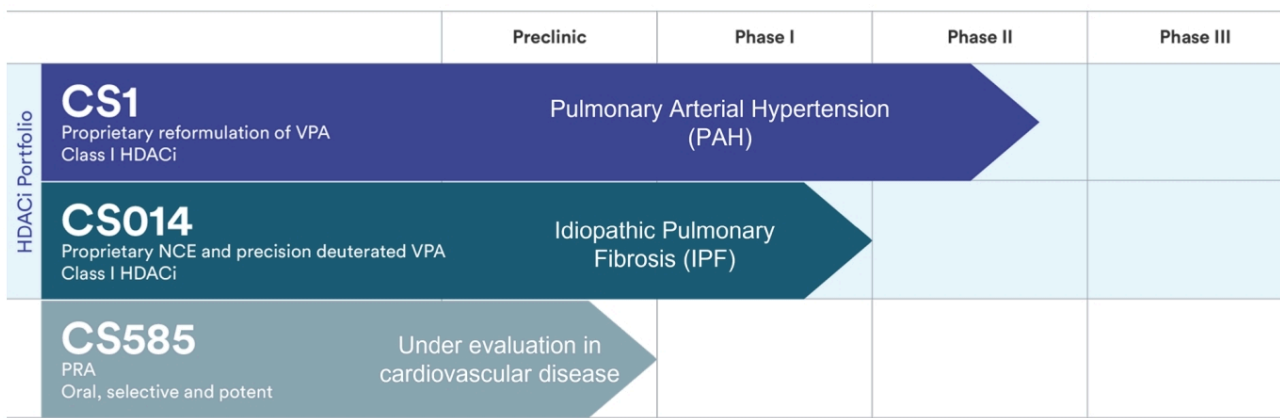 Preclinic
Phase I
Phase II
Phase III
HDACi Portfolio
CS1
Proprietary reformulation of VPA
Class I HDACi
Pulmonary Arterial Hypertension
(PAH)
CS014
Proprietary NCE and precision deuterated VPA
Class I HDACi
Idiopathic Pulmonary
Fibrosis (IPF)
CS585
PRA
Oral, selective and potent
Under evaluation in
cardiovascular disease